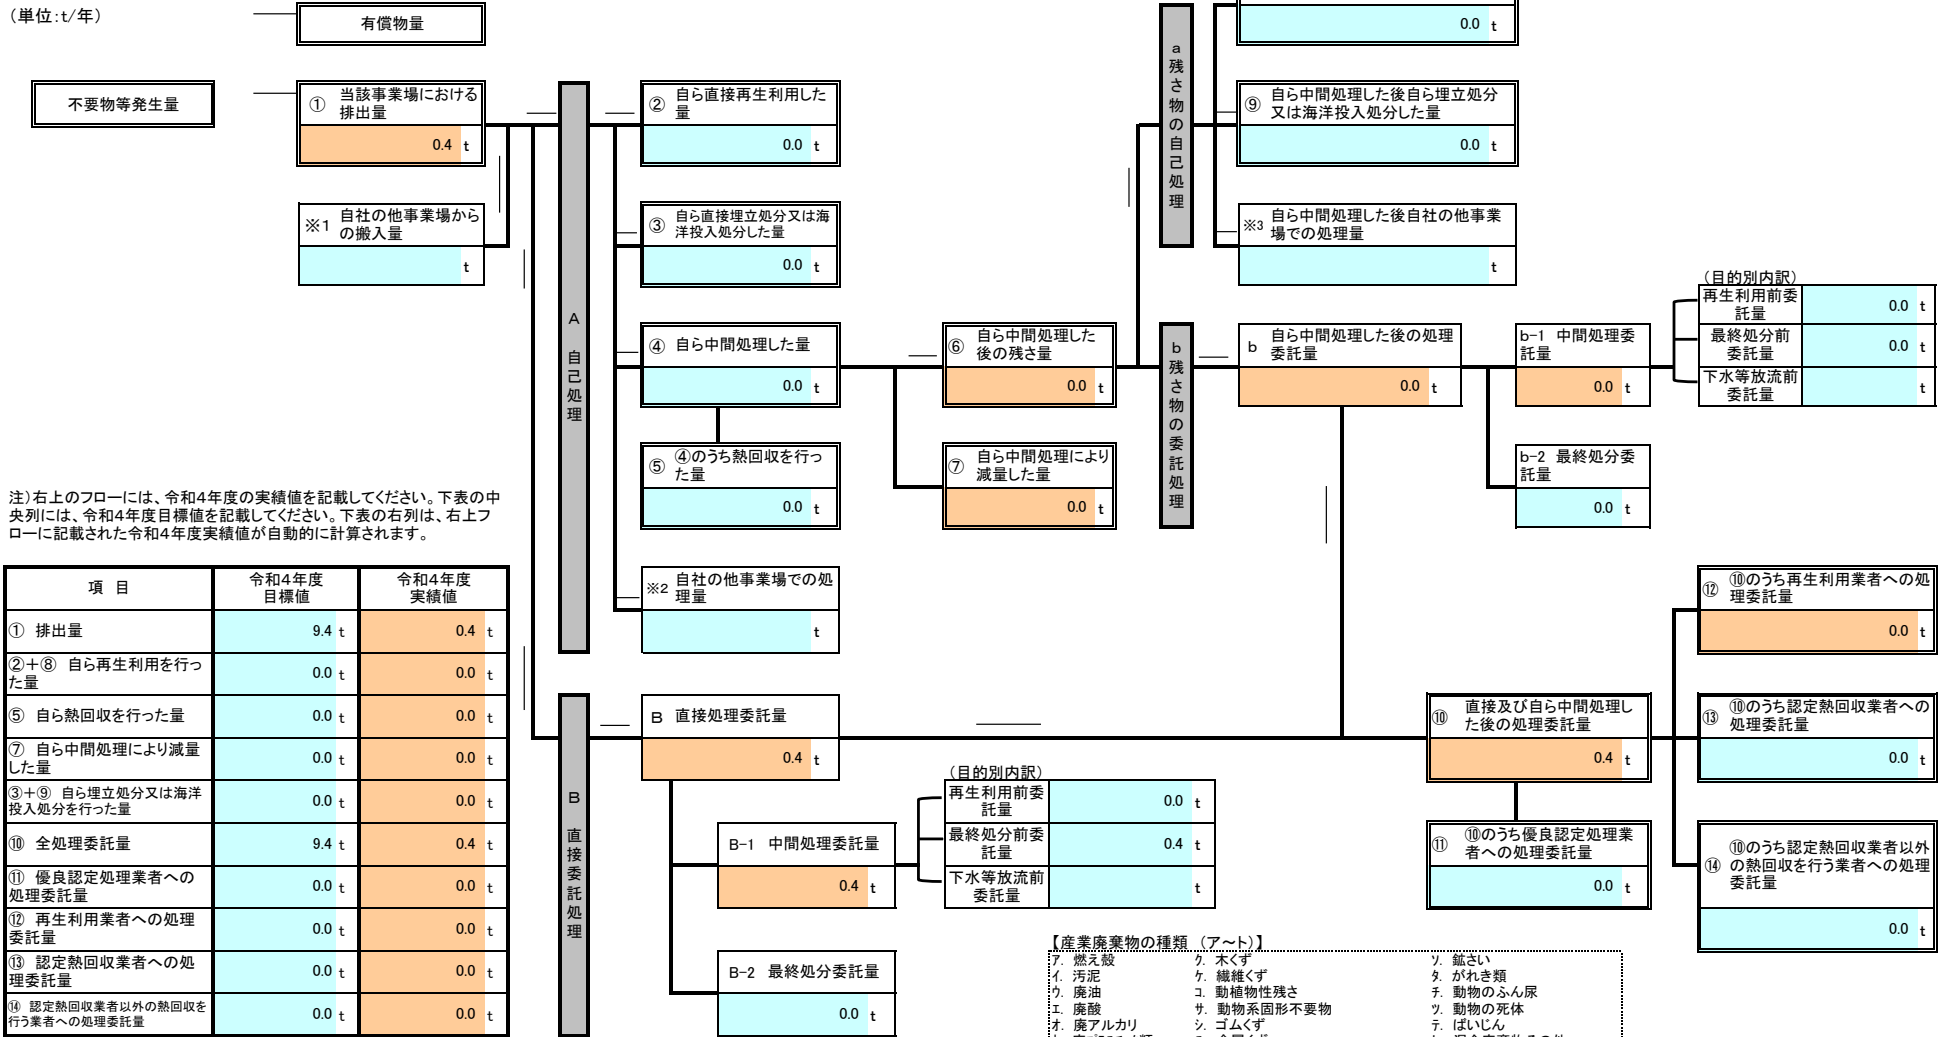 （単位:ｔ/年）
有償物量
不要物等発生量
① 当該事業場における
排出量
0.4 ｔ
※1 自社の他事業場から
の搬入量
ｔ
A 自己処理
② 自ら直接再生利用した
量
0.0 ｔ
③ 自ら直接埋立処分又は海
洋投入処分した量
0.0 ｔ
④ 自ら中間処理した量
0.0 ｔ
⑤ ④のうち熱回収を行っ
た量
0.0 ｔ
※2 自社の他事業場での処
理量
ｔ
⑥ 自ら中間処理した
後の残さ量
0.0 ｔ
⑦ 自ら中間処理により
減量した量
0.0 ｔ
a 残さ物の自己処理
0.0 ｔ
⑨ 自ら中間処理した後自ら埋立処分
又は海洋投入処分した量
0.0 ｔ
※3 自ら中間処理した後自社の他事業
場での処理量
ｔ
b 残さ物の委託処理
b 自ら中間処理した後の処理
委託量
0.0 ｔ
b-1 中間処理委
託量
0.0 ｔ
b-2 最終処分委
託量
0.0 ｔ
（目的別内訳）
再生利用前委
託量
0.0 ｔ
最終処分前
委託量
0.0 ｔ
下水等放流前
委託量
ｔ
注）右上のフローには、令和４年度の実績値を記載してください。下表の中
央列には、令和４年度目標値を記載してください。下表の右列は、右上フ
ローに記載された令和４年度実績値が自動的に計算されます。
項 目 令和４年度
目標値 令和４年度
実績値
① 排出量 9.4 ｔ 0.4 ｔ
②＋⑧ 自ら再生利用を行っ
た量 0.0 ｔ 0.0 ｔ
⑤ 自ら熱回収を行った量 0.0 ｔ 0.0 ｔ
⑦ 自ら中間処理により減量
した量 0.0 ｔ 0.0 ｔ
③＋⑨ 自ら埋立処分又は海洋
投入処分を行った量 0.0 ｔ 0.0 ｔ
⑩ 全処理委託量 9.4 ｔ 0.4 ｔ
⑪ 優良認定処理業者への
処理委託量 0.0 ｔ 0.0 ｔ
⑫ 再生利用業者への処理
委託量 0.0 ｔ 0.0 ｔ
⑬ 認定熱回収業者への処
理委託量 0.0 ｔ 0.0 ｔ
⑭ 認定熱回収業者以外の熱回収を
行う業者への処理委託量 0.0 ｔ 0.0 ｔ
B 直接委託処理
B 直接処理委託量
0.4 ｔ
B-1 中間処理委託量
0.4 ｔ
B-2 最終処分委託量
0.0 ｔ
（目的別内訳）
再生利用前委
託量
0.0 ｔ
最終処分前委
託量
0.4 ｔ
下水等放流前
委託量
ｔ
⑩ 直接及び自ら中間処理し
た後の処理委託量
0.4 ｔ
⑪ ⑩のうち優良認定処理業
者への処理委託量
0.0 ｔ
⑫ ⑩のうち再生利用業者への処
理委託量
0.0 ｔ
⑬ ⑩のうち認定熱回収業者への
処理委託量
0.0 ｔ
⑭ ⑩のうち認定熱回収業者以外
の熱回収を行う業者への処理
委託量
0.0 ｔ
【産業廃棄物の種類 （ア～ト）】
ア. 燃え殻 ク. 木くず ソ. 鉱さい
イ. 汚泥 ケ. 繊維くず タ. がれき類
ウ. 廃油 コ. 動植物性残さ チ. 動物のふん尿
エ. 廃酸 サ. 動物系固形不要物 ツ. 動物の死体
オ. 廃アルカリ シ. ゴムくず テ. ばいじん